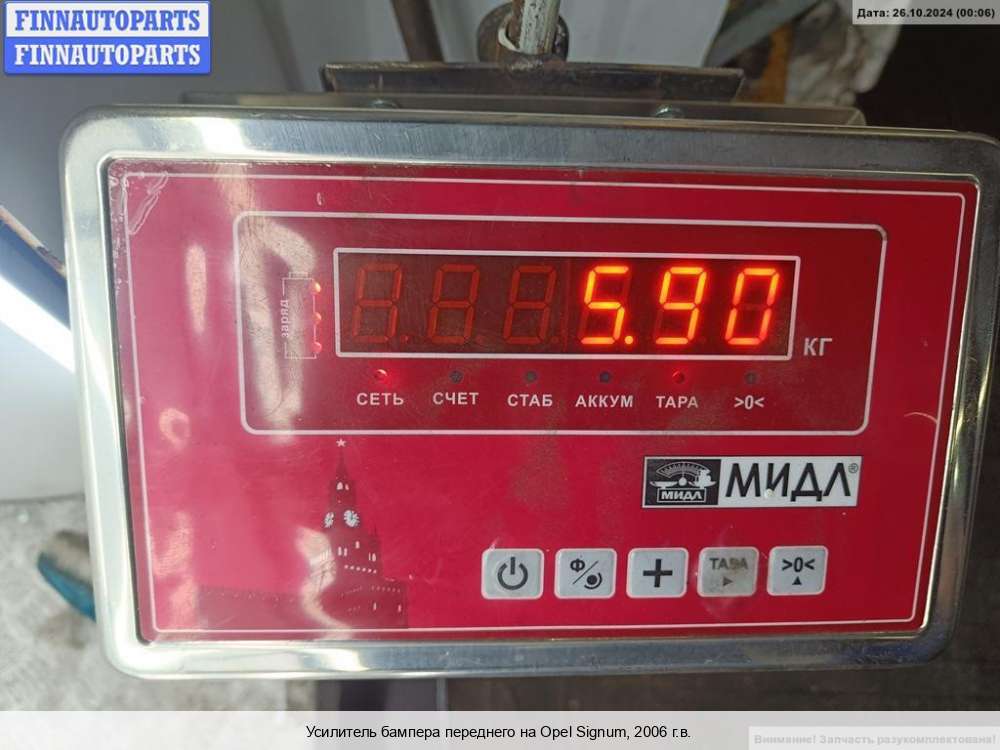 FINNAUTOPARTS
FINNAUTOPARTS
Дата: 26.10.2024 (00:06)
заряд
5.90
КГ
СЕТЬ СЧЕТ СТАБ АККУМ ТАРА >0<
МИДЛ МИДЛ®
Ф/ + ТАРА >0<
Усилитель бампера переднего на Opel Signum, 2006 г.в.
Внимание! Запчасть разукомплектована!